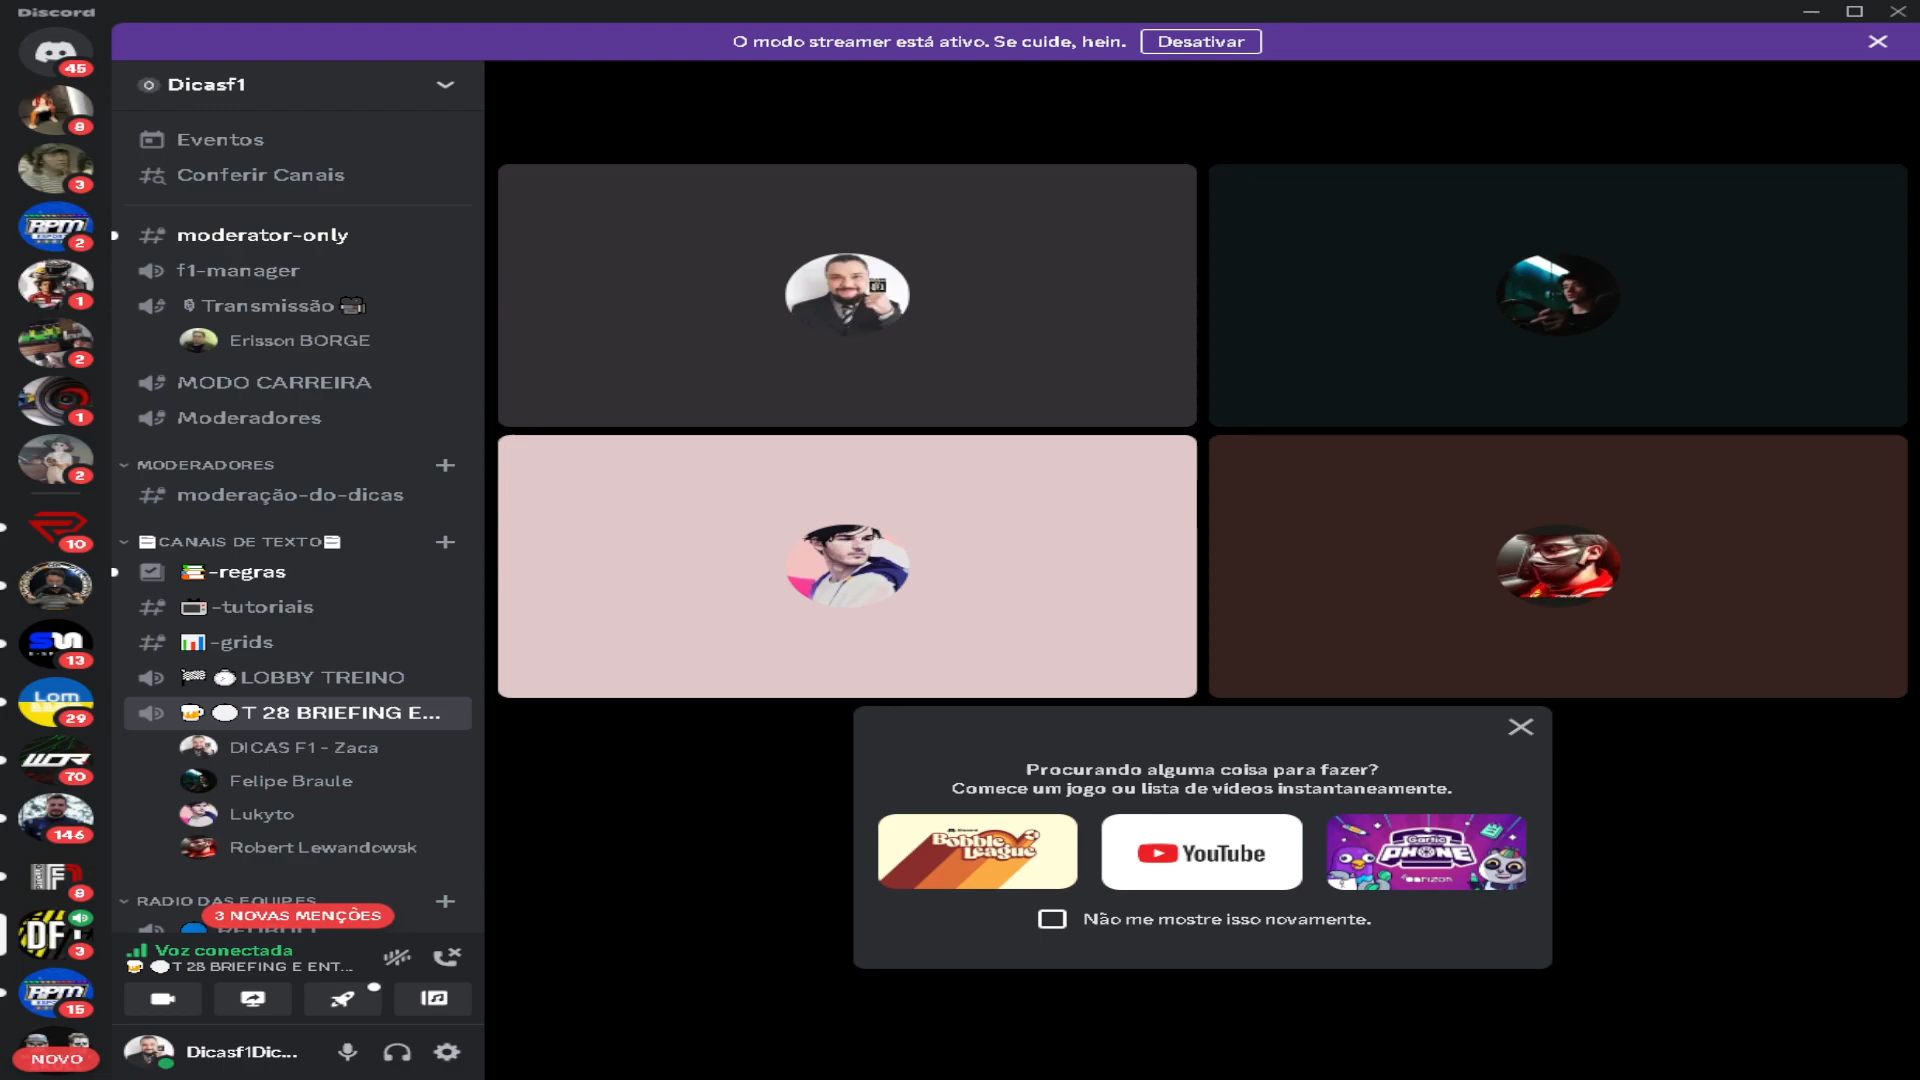 Discord
O modo streamer está ativo. Se cuide, hein.
Desativar
45
8
3
2
1
2
1
2
10
13
29
70
146
8
3
15
NOVO
Dicasf1
Eventos
Conferir Canais
moderator-only
f1-manager
Transmissão
Erisson BORGE
MODO CARREIRA
Moderadores
MODERADORES
moderação-do-dicas
CANAIS DE TEXTO
-regras
-tutoriais
-grids
LOBBY TREINO
T 28 BRIEFING E...
DICAS F1 - Zaca
Felipe Braule
Lukyto
Robert Lewandowsk
RADIO DAS EQUIPES
3 NOVAS MENÇÕES
Voz conectada
T 28 BRIEFING E ENT...
Dicasf1Dic...
Procurando alguma coisa para fazer?
Comece um jogo ou lista de vídeos instantaneamente.
Bobble
League
YouTube
Gartic
PHONE
Não me mostre isso novamente.